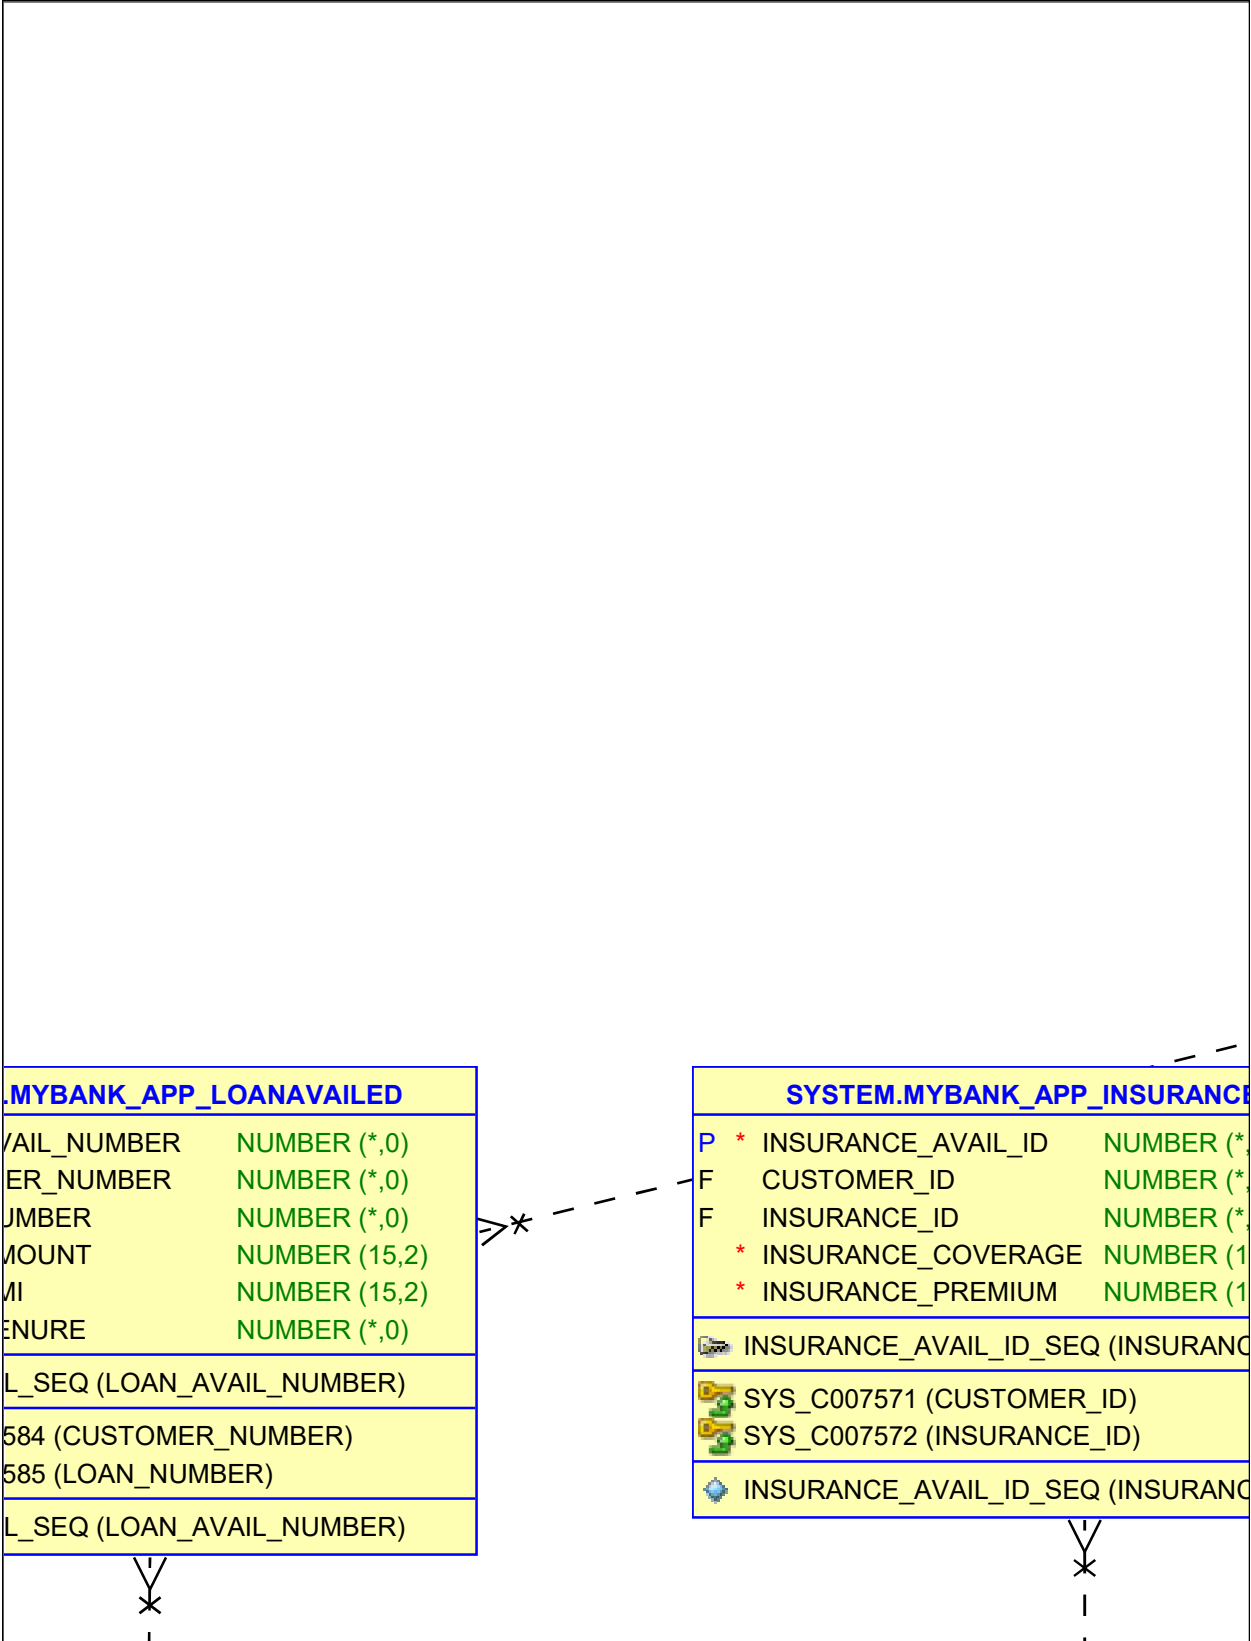 .MYBANK_APP_LOANAVAILED
VAIL_NUMBER NUMBER (*,0)
ER_NUMBER NUMBER (*,0)
UMBER NUMBER (*,0)
MOUNT NUMBER (15,2)
MI NUMBER (15,2)
ENURE NUMBER (*,0)
L_SEQ (LOAN_AVAIL_NUMBER)
584 (CUSTOMER_NUMBER)
585 (LOAN_NUMBER)
L_SEQ (LOAN_AVAIL_NUMBER)
SYSTEM.MYBANK_APP_INSURANCE
P * INSURANCE_AVAIL_ID NUMBER (*,
F CUSTOMER_ID NUMBER (*,
F INSURANCE_ID NUMBER (*,
* INSURANCE_COVERAGE NUMBER (1
* INSURANCE_PREMIUM NUMBER (1
INSURANCE_AVAIL_ID_SEQ (INSURANC
SYS_C007571 (CUSTOMER_ID)
SYS_C007572 (INSURANCE_ID)
INSURANCE_AVAIL_ID_SEQ (INSURANC